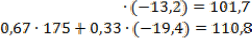 · (−13,2) = 101,7
0,67 · 175 + 0,33 · (−19,4) = 110,8